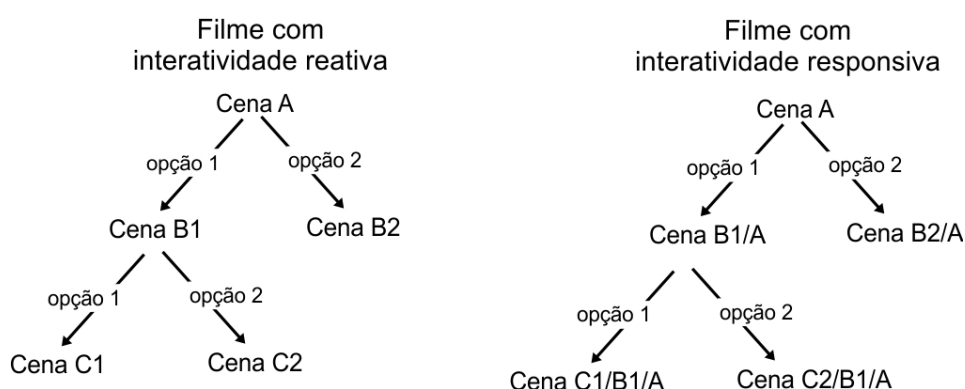 Filme com
interatividade reativa
Cena A
opção 1
opção 2
Cena B1
Cena B2
opção 1
opção 2
Cena C1
Cena C2
Filme com
interatividade responsiva
Cena A
opção 1
opção 2
Cena B1/A
Cena B2/A
opção 1
opção 2
Cena C1/B1/A
Cena C2/B1/A